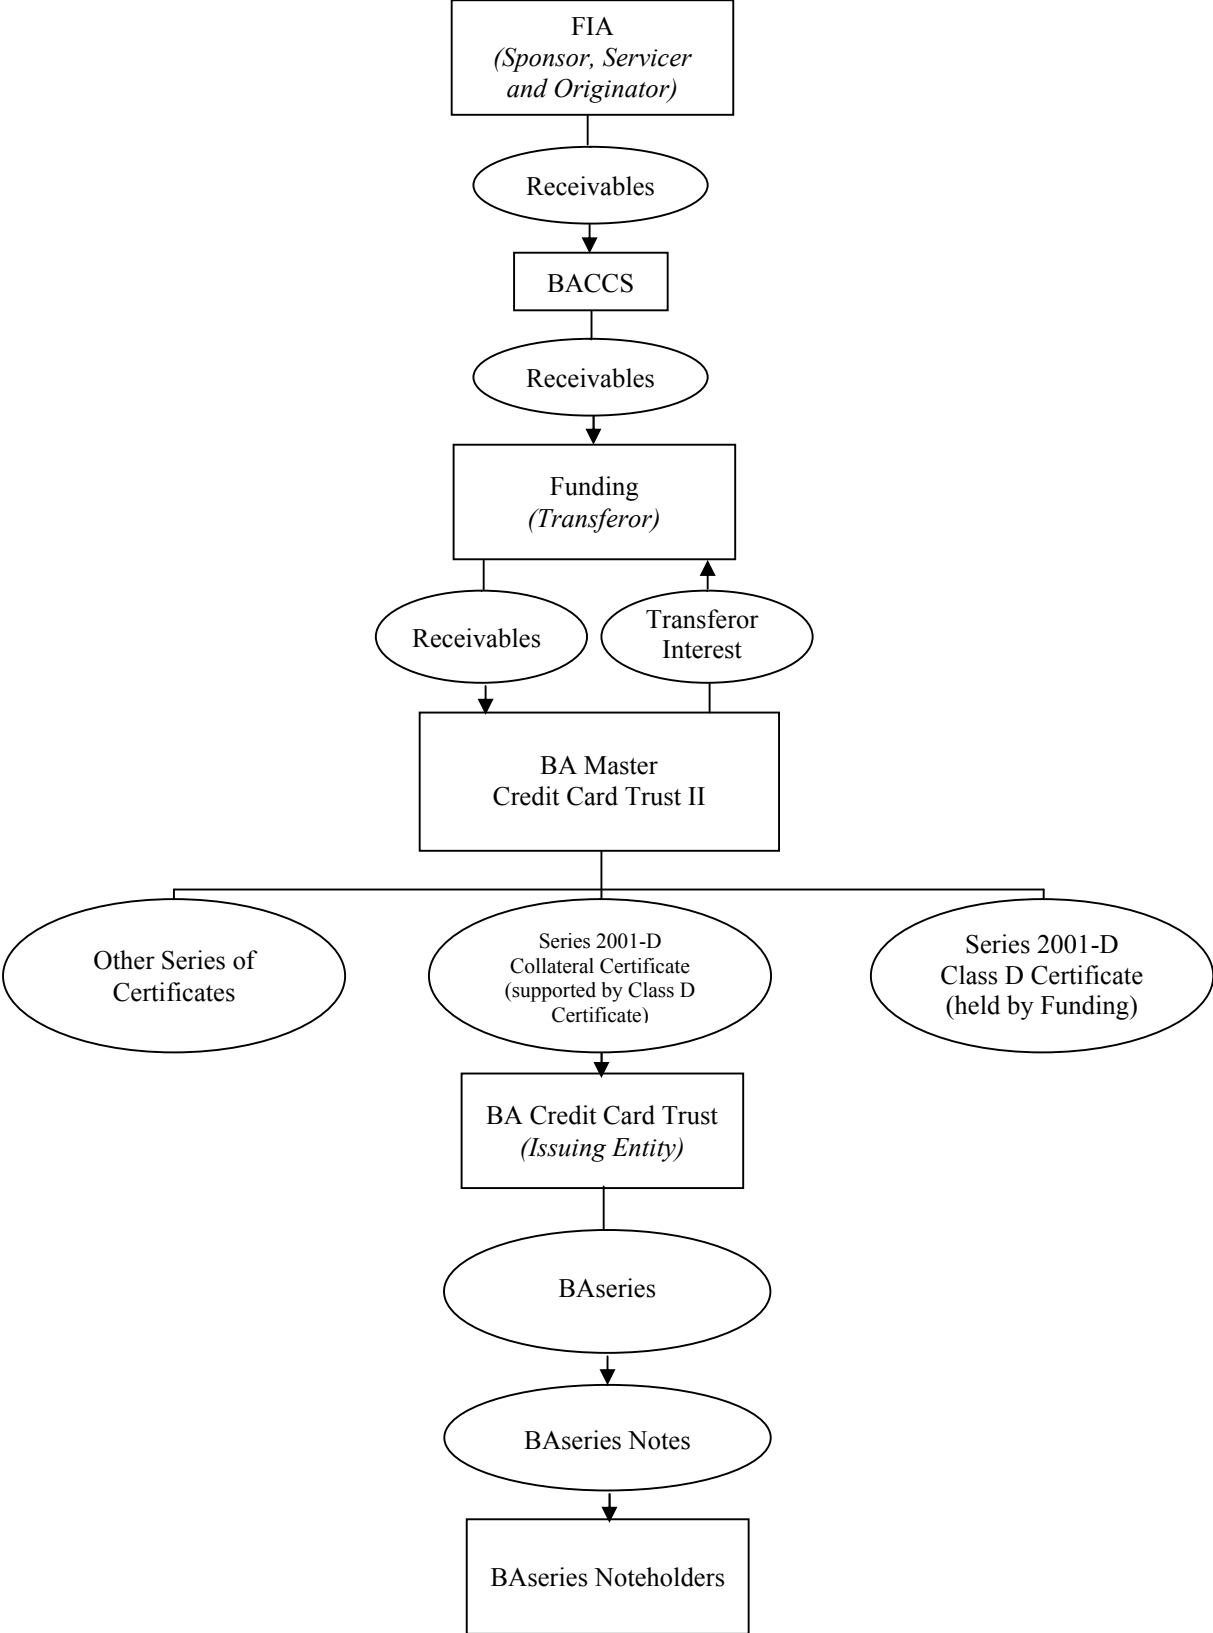 FIA
(Sponsor, Servicer
and Originator)
Receivables
BACCS
Receivables
Funding
(Transferor)
Receivables
Transferor
Interest
BA Master
Credit Card Trust II
Other Series of
Certificates
Series 2001-D
Collateral Certificate
(supported by Class D
Certificate)
Series 2001-D
Class D Certificate
(held by Funding)
BA Credit Card Trust
(Issuing Entity)
BAseries
BAseries Notes
BAseries Noteholders